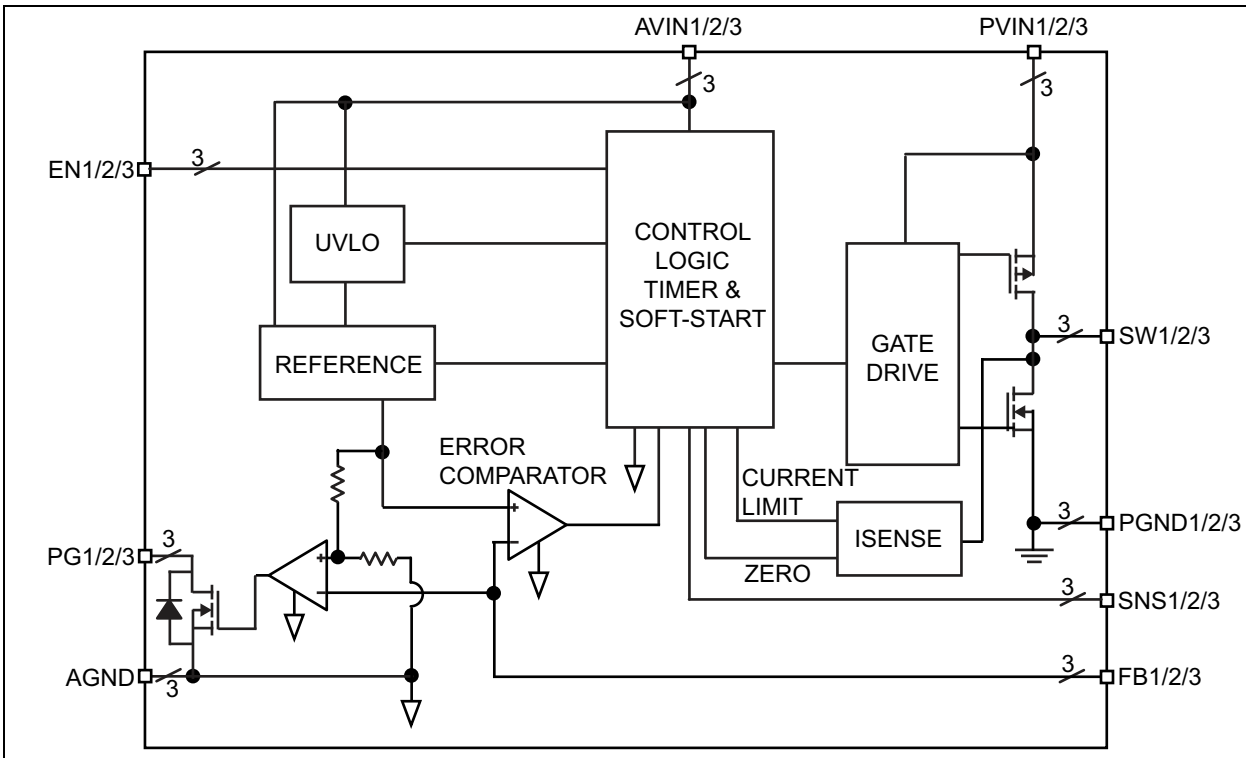 AVIN1/2/3
PVIN1/2/3
3
3
EN1/2/3
3
UVLO
CONTROL
LOGIC
TIMER &
SOFT-START
REFERENCE
GATE
DRIVE
3
SW1/2/3
ERROR
COMPARATOR
CURRENT
LIMIT
ISENSE
ZERO
3
PGND1/2/3
3
PG1/2/3
+
–
+
–
3
SNS1/2/3
AGND
3
3
FB1/2/3